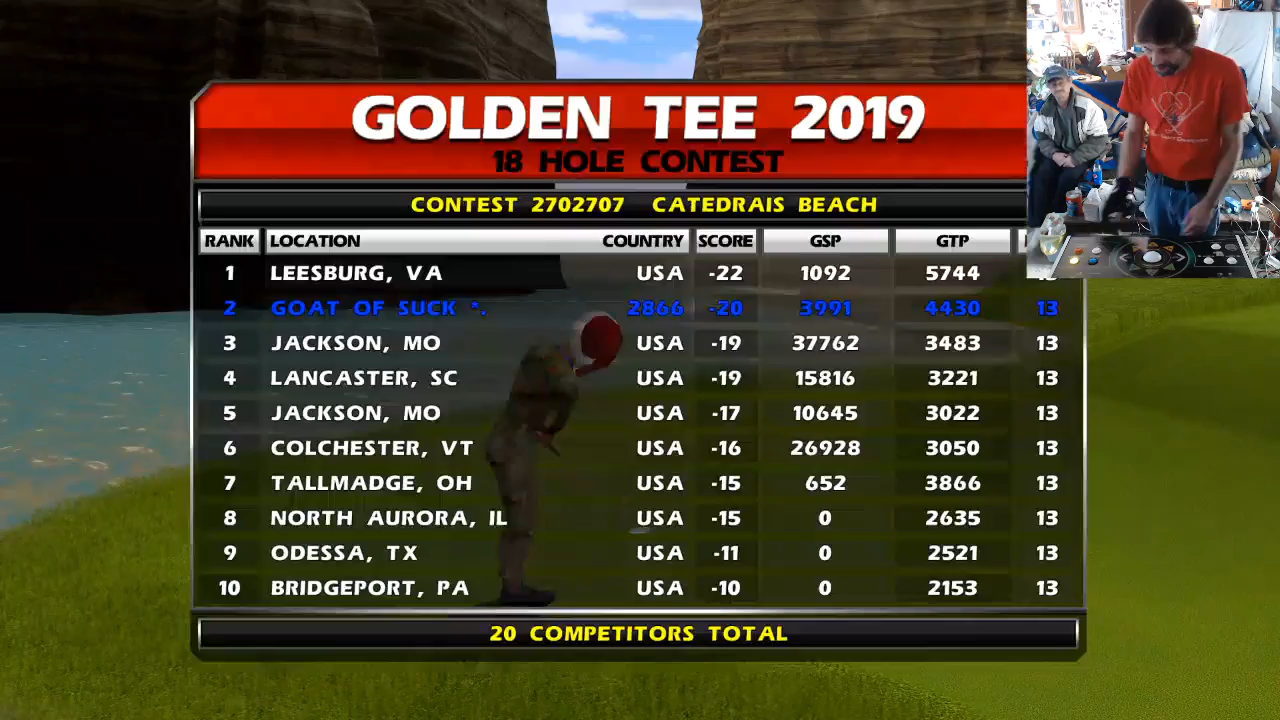 GOLDEN TEE 2019
18 HOLE CONTEST
CONTEST 2702707 CATEDRAIS BEACH
RANK LOCATION COUNTRY SCORE GSP GTP
1 LEESBURG, VA USA -22 1092 5744
2 GOAT OF SUCK *. 2866 -20 3991 4430 13
3 JACKSON, MO USA -19 37762 3483 13
4 LANCASTER, SC USA -19 15816 3221 13
5 JACKSON, MO USA -17 10645 3022 13
6 COLCHESTER, VT USA -16 26928 3050 13
7 TALLMADGE, OH USA -15 652 3866 13
8 NORTH AURORA, IL USA -15 0 2635 13
9 ODESSA, TX USA -11 0 2521 13
10 BRIDGEPORT, PA USA -10 0 2153 13
20 COMPETITORS TOTAL